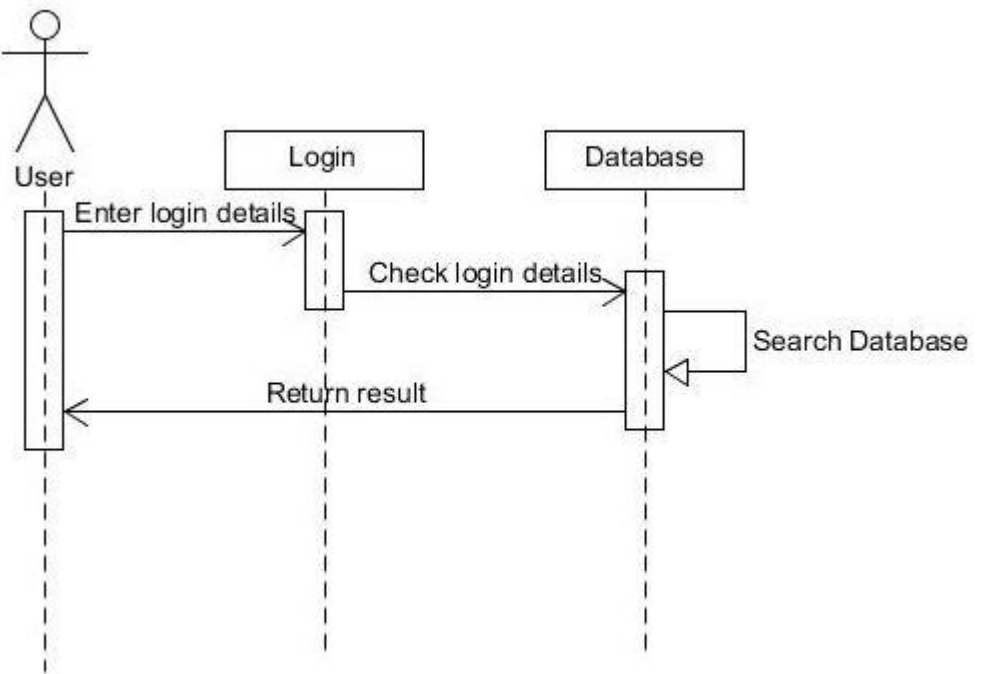 Login
Database
User
Enter login details
Check login details
Search Database
Return result